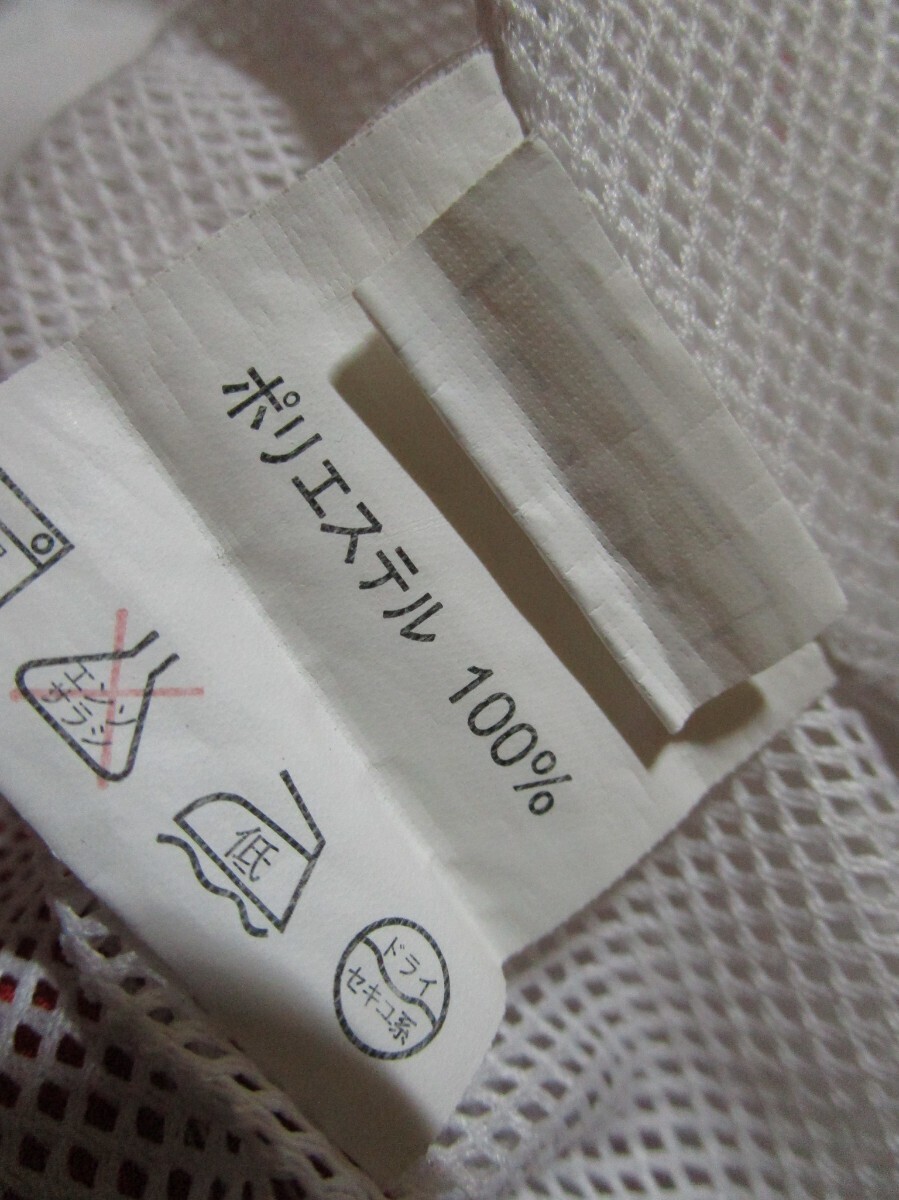 ポリエステル 100%
エンソ
サラシ
低
ドライ
セキユ系